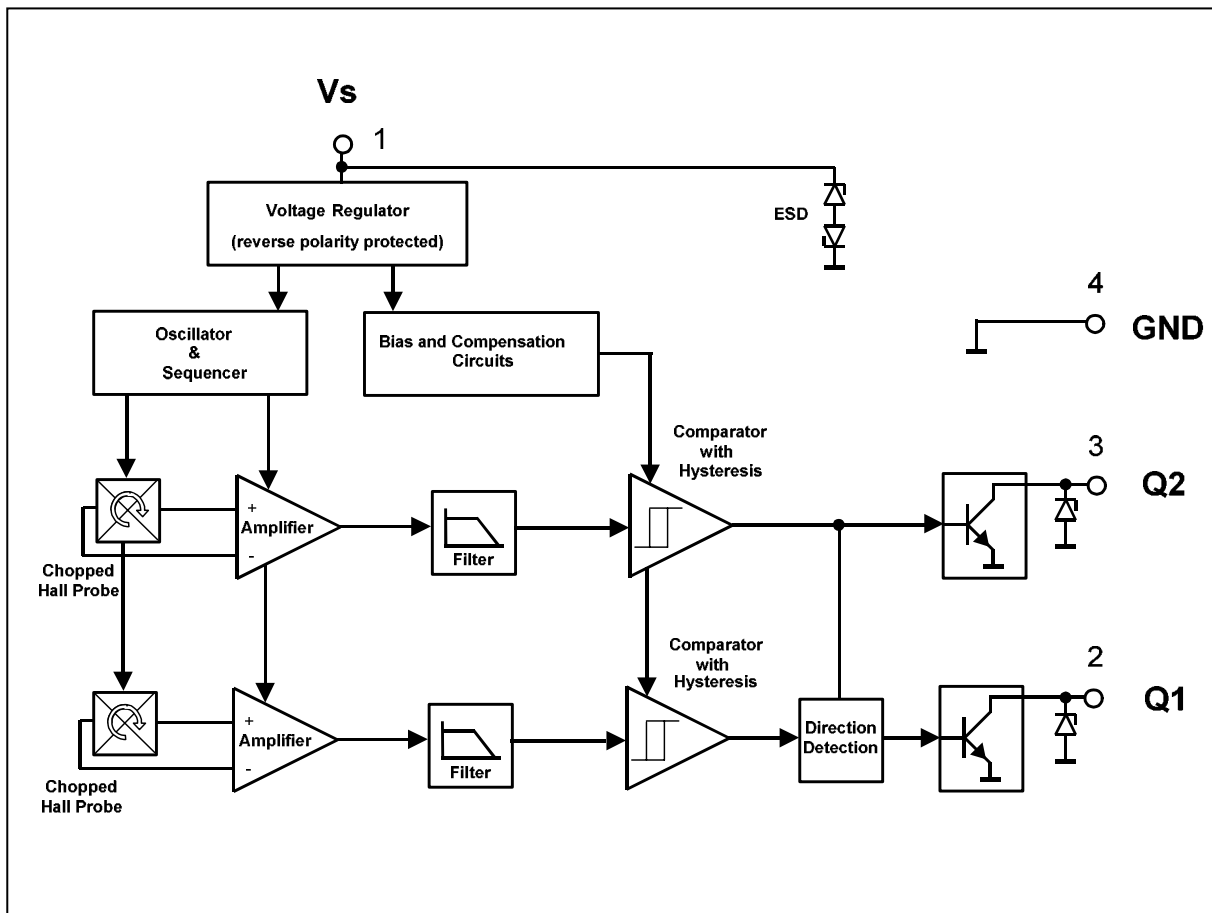 Vs
1
Voltage Regulator
(reverse polarity protected)
ESD
4
GND
Oscillator
&
Sequencer
Bias and Compensation
Circuits
Comparator
with
Hysteresis
3
Q2
+
Amplifier
-
Filter
Chopped
Hall Probe
Comparator
with
Hysteresis
2
Q1
+
Amplifier
-
Filter
Direction
Detection
Chopped
Hall Probe